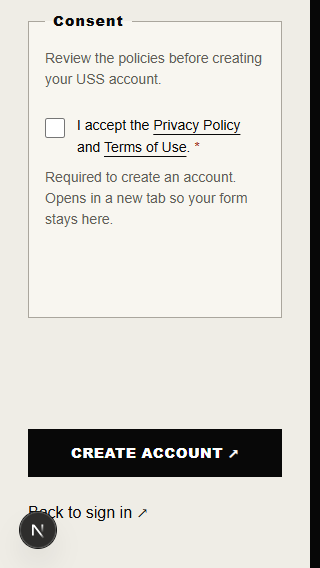 Consent
Review the policies before creating
your USS account.
I accept the Privacy Policy
and Terms of Use. *
Required to create an account.
Opens in a new tab so your form
stays here.
CREATE ACCOUNT ↗
Back to sign in ↗
N